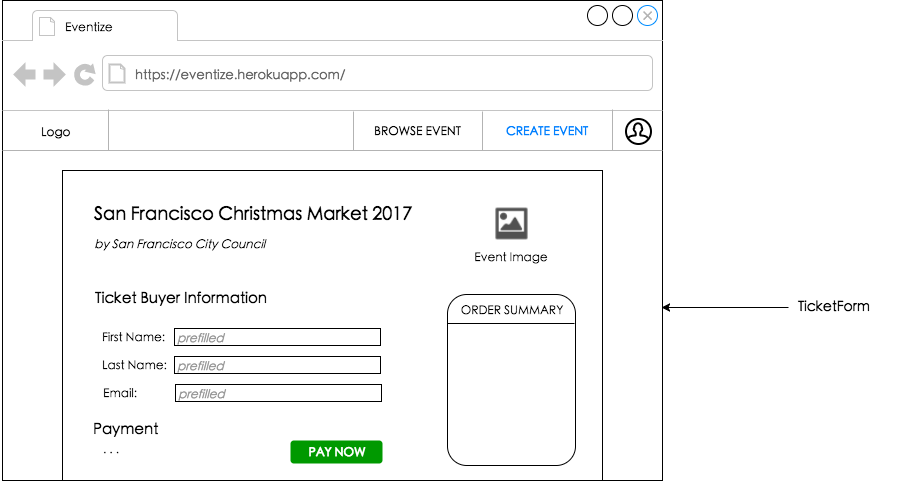 Eventize
https://eventize.herokuapp.com/
Logo
BROWSE EVENT
CREATE EVENT
San Francisco Christmas Market 2017
by San Francisco City Council
Event Image
Ticket Buyer Information
ORDER SUMMARY
TicketForm
First Name: prefilled
Last Name: prefilled
Email: prefilled
Payment
. . .
PAY NOW